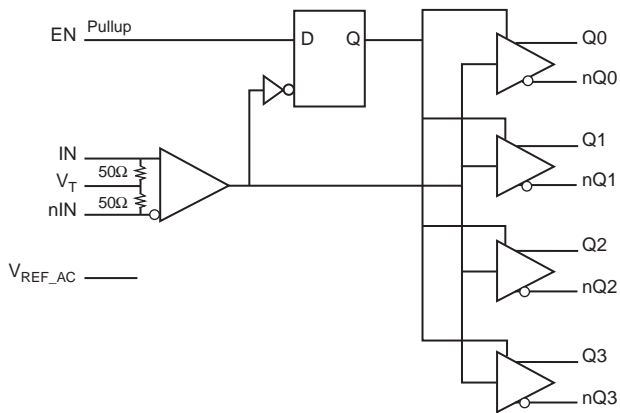 EN Pullup
D Q
Q0
nQ0
IN
50Ω
V_T
50Ω
nIN
Q1
nQ1
V_REF_AC
Q2
nQ2
Q3
nQ3